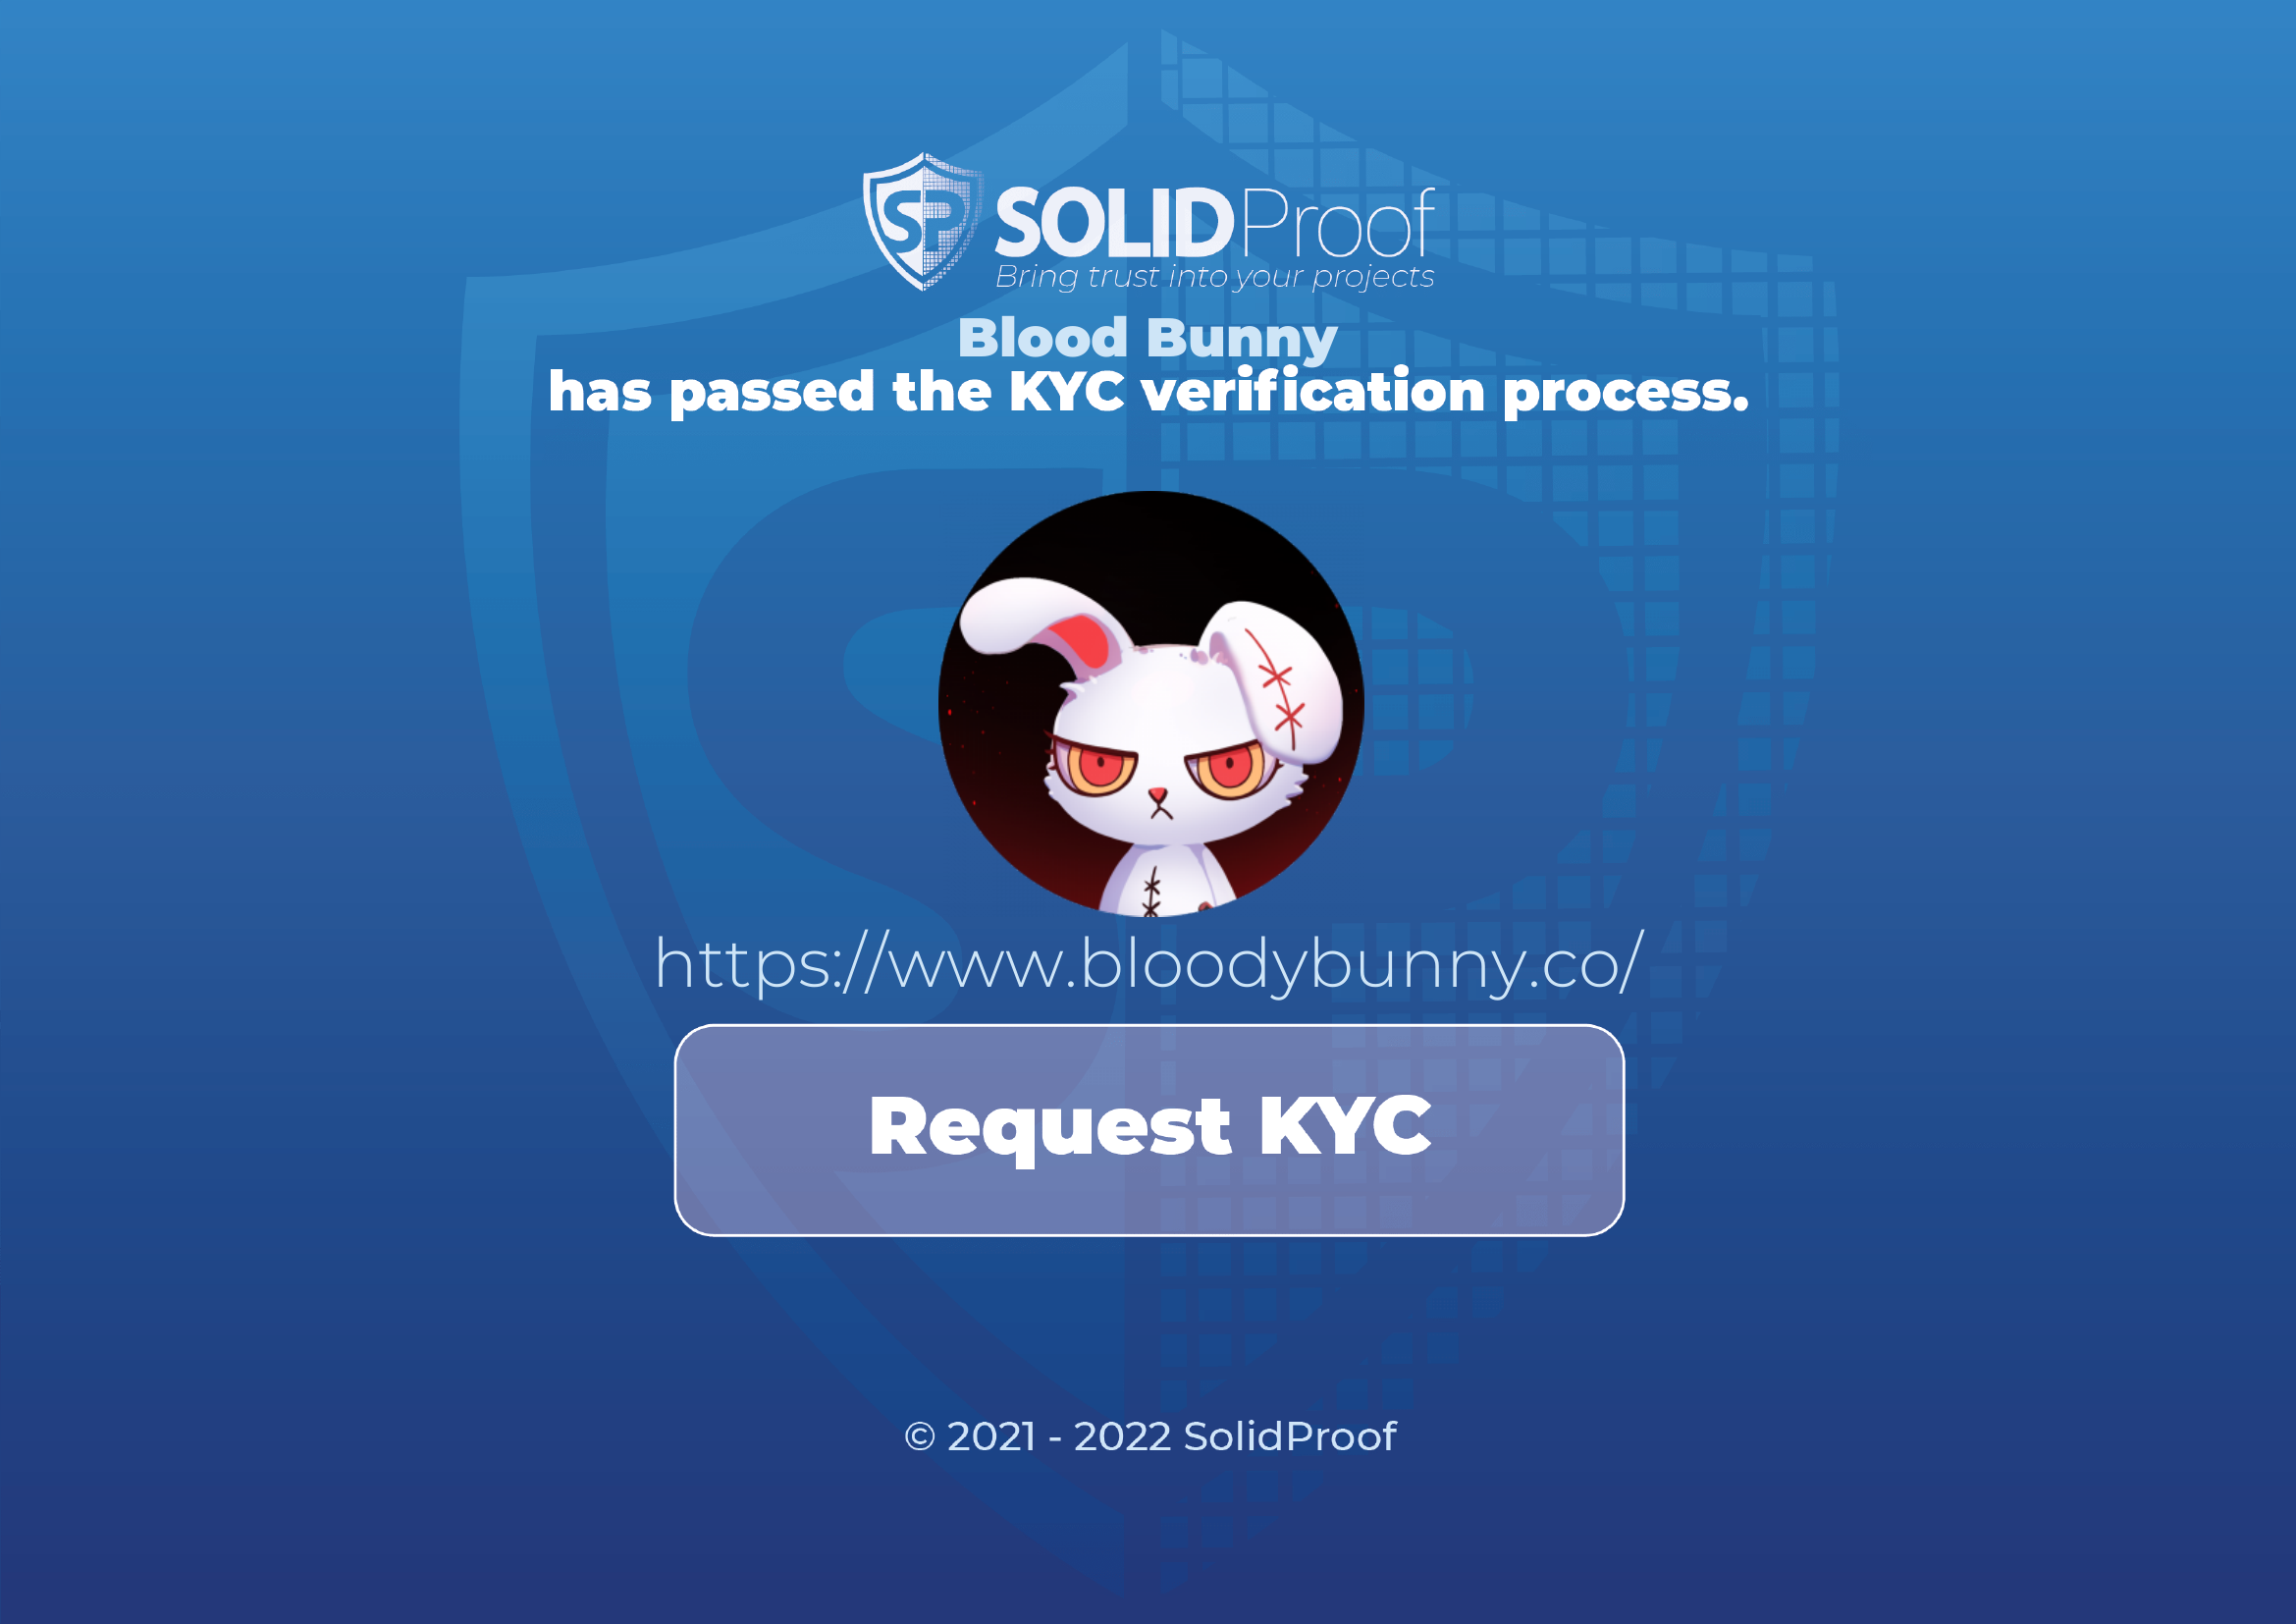 SP SOLIDProof
Bring trust into your projects
Blood Bunny
has passed the KYC verification process.
https://www.bloodybunny.co/
Request KYC
© 2021 - 2022 SolidProof